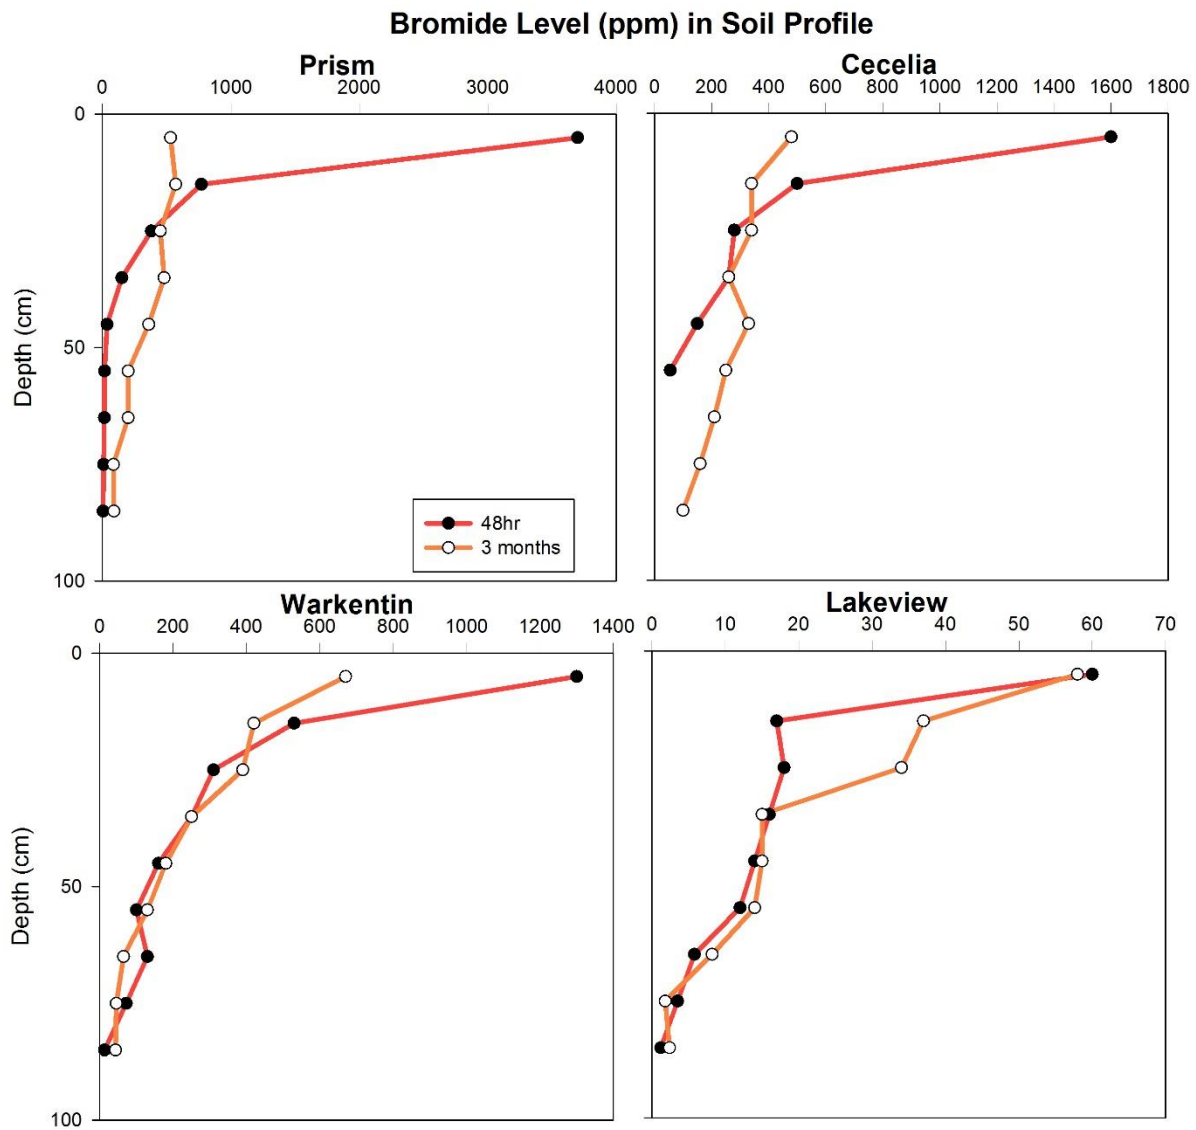 Bromide Level (ppm) in Soil Profile
Prism
0 1000 2000 3000 4000
Cecelia
0 200 400 600 800 1000 1200 1400 1600 1800
0
50
100
Depth (cm)
48hr
3 months
Warkentin
0 200 400 600 800 1000 1200 1400
Lakeview
0 10 20 30 40 50 60 70
0
50
100
Depth (cm)